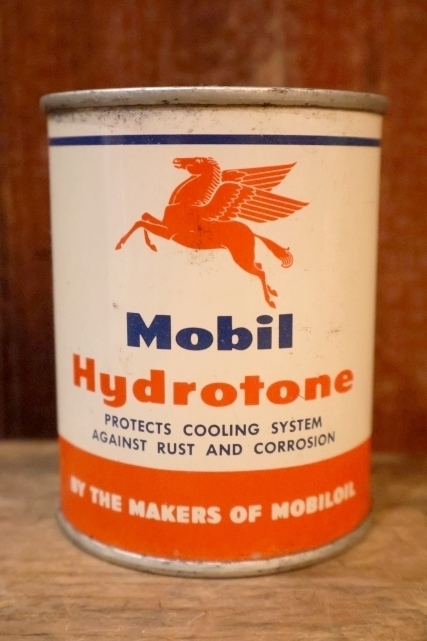 Mobil
Hydrotone
PROTECTS COOLING SYSTEM
AGAINST RUST AND CORROSION
BY THE MAKERS OF MOBILOIL